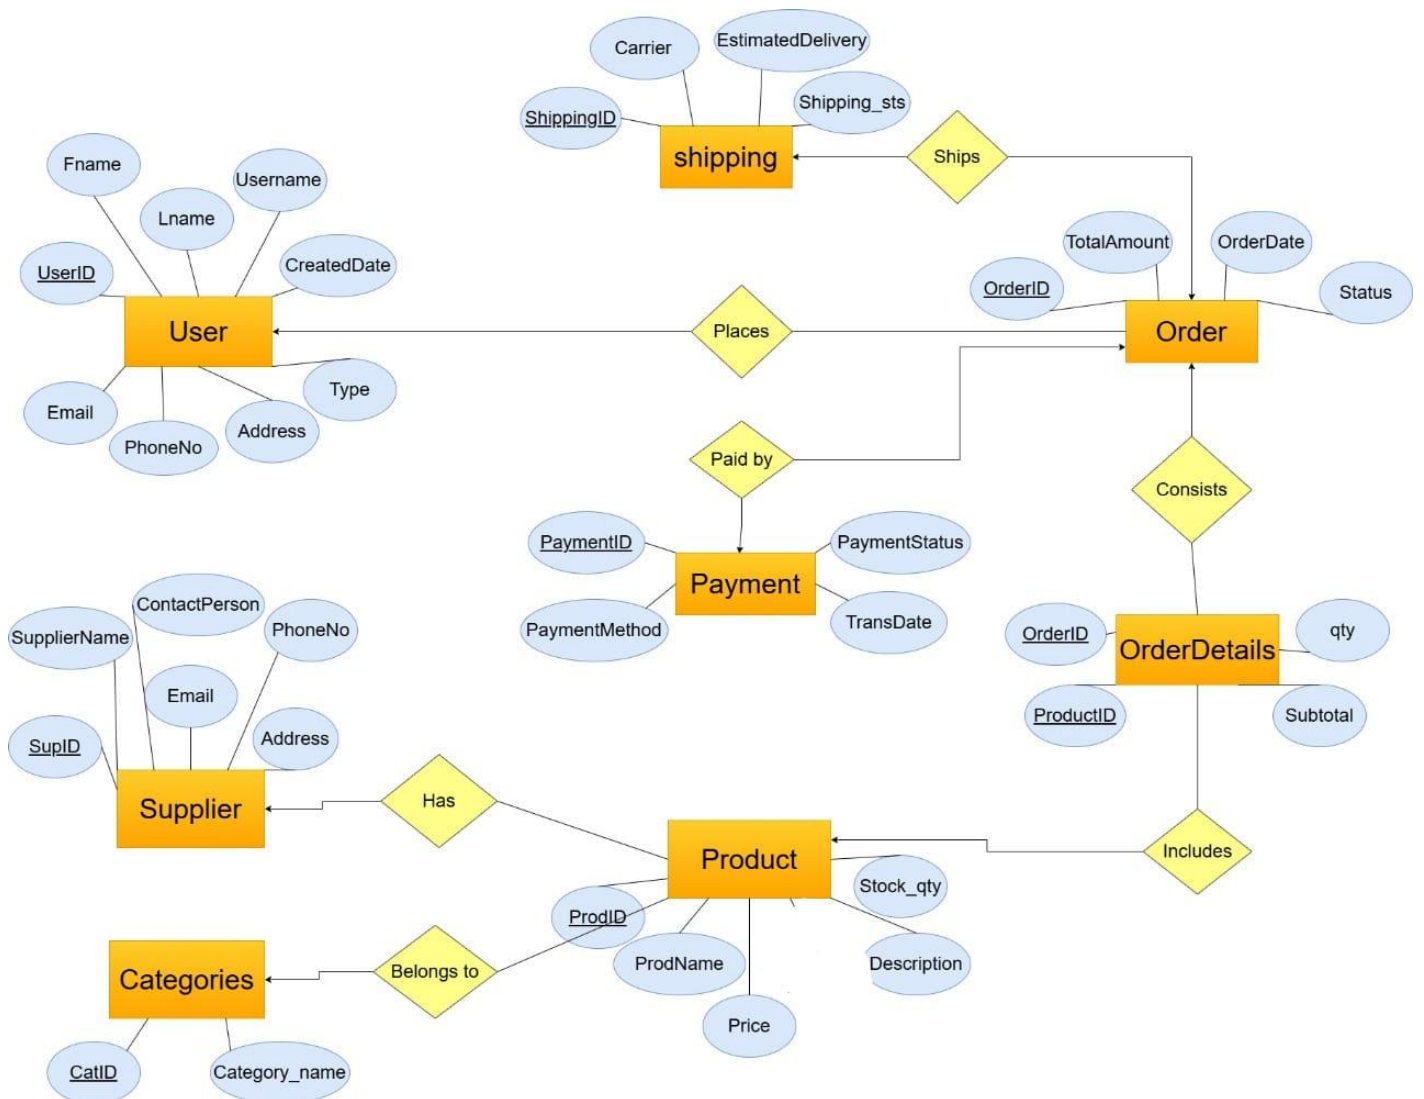 Carrier
EstimatedDelivery
ShippingID
Shipping_sts
shipping
Ships
Fname
Username
Lname
UserID
CreatedDate
User
Email
PhoneNo
Address
Type
Places
TotalAmount
OrderDate
OrderID
Status
Order
Paid by
Consists
PaymentID
PaymentStatus
Payment
PaymentMethod
TransDate
OrderID
qty
OrderDetails
ProductID
Subtotal
ContactPerson
SupplierName
PhoneNo
Email
SupID
Address
Supplier
Has
Product
Includes
Stock_qty
ProdID
ProdName
Description
Price
Belongs to
Categories
CatID
Category_name